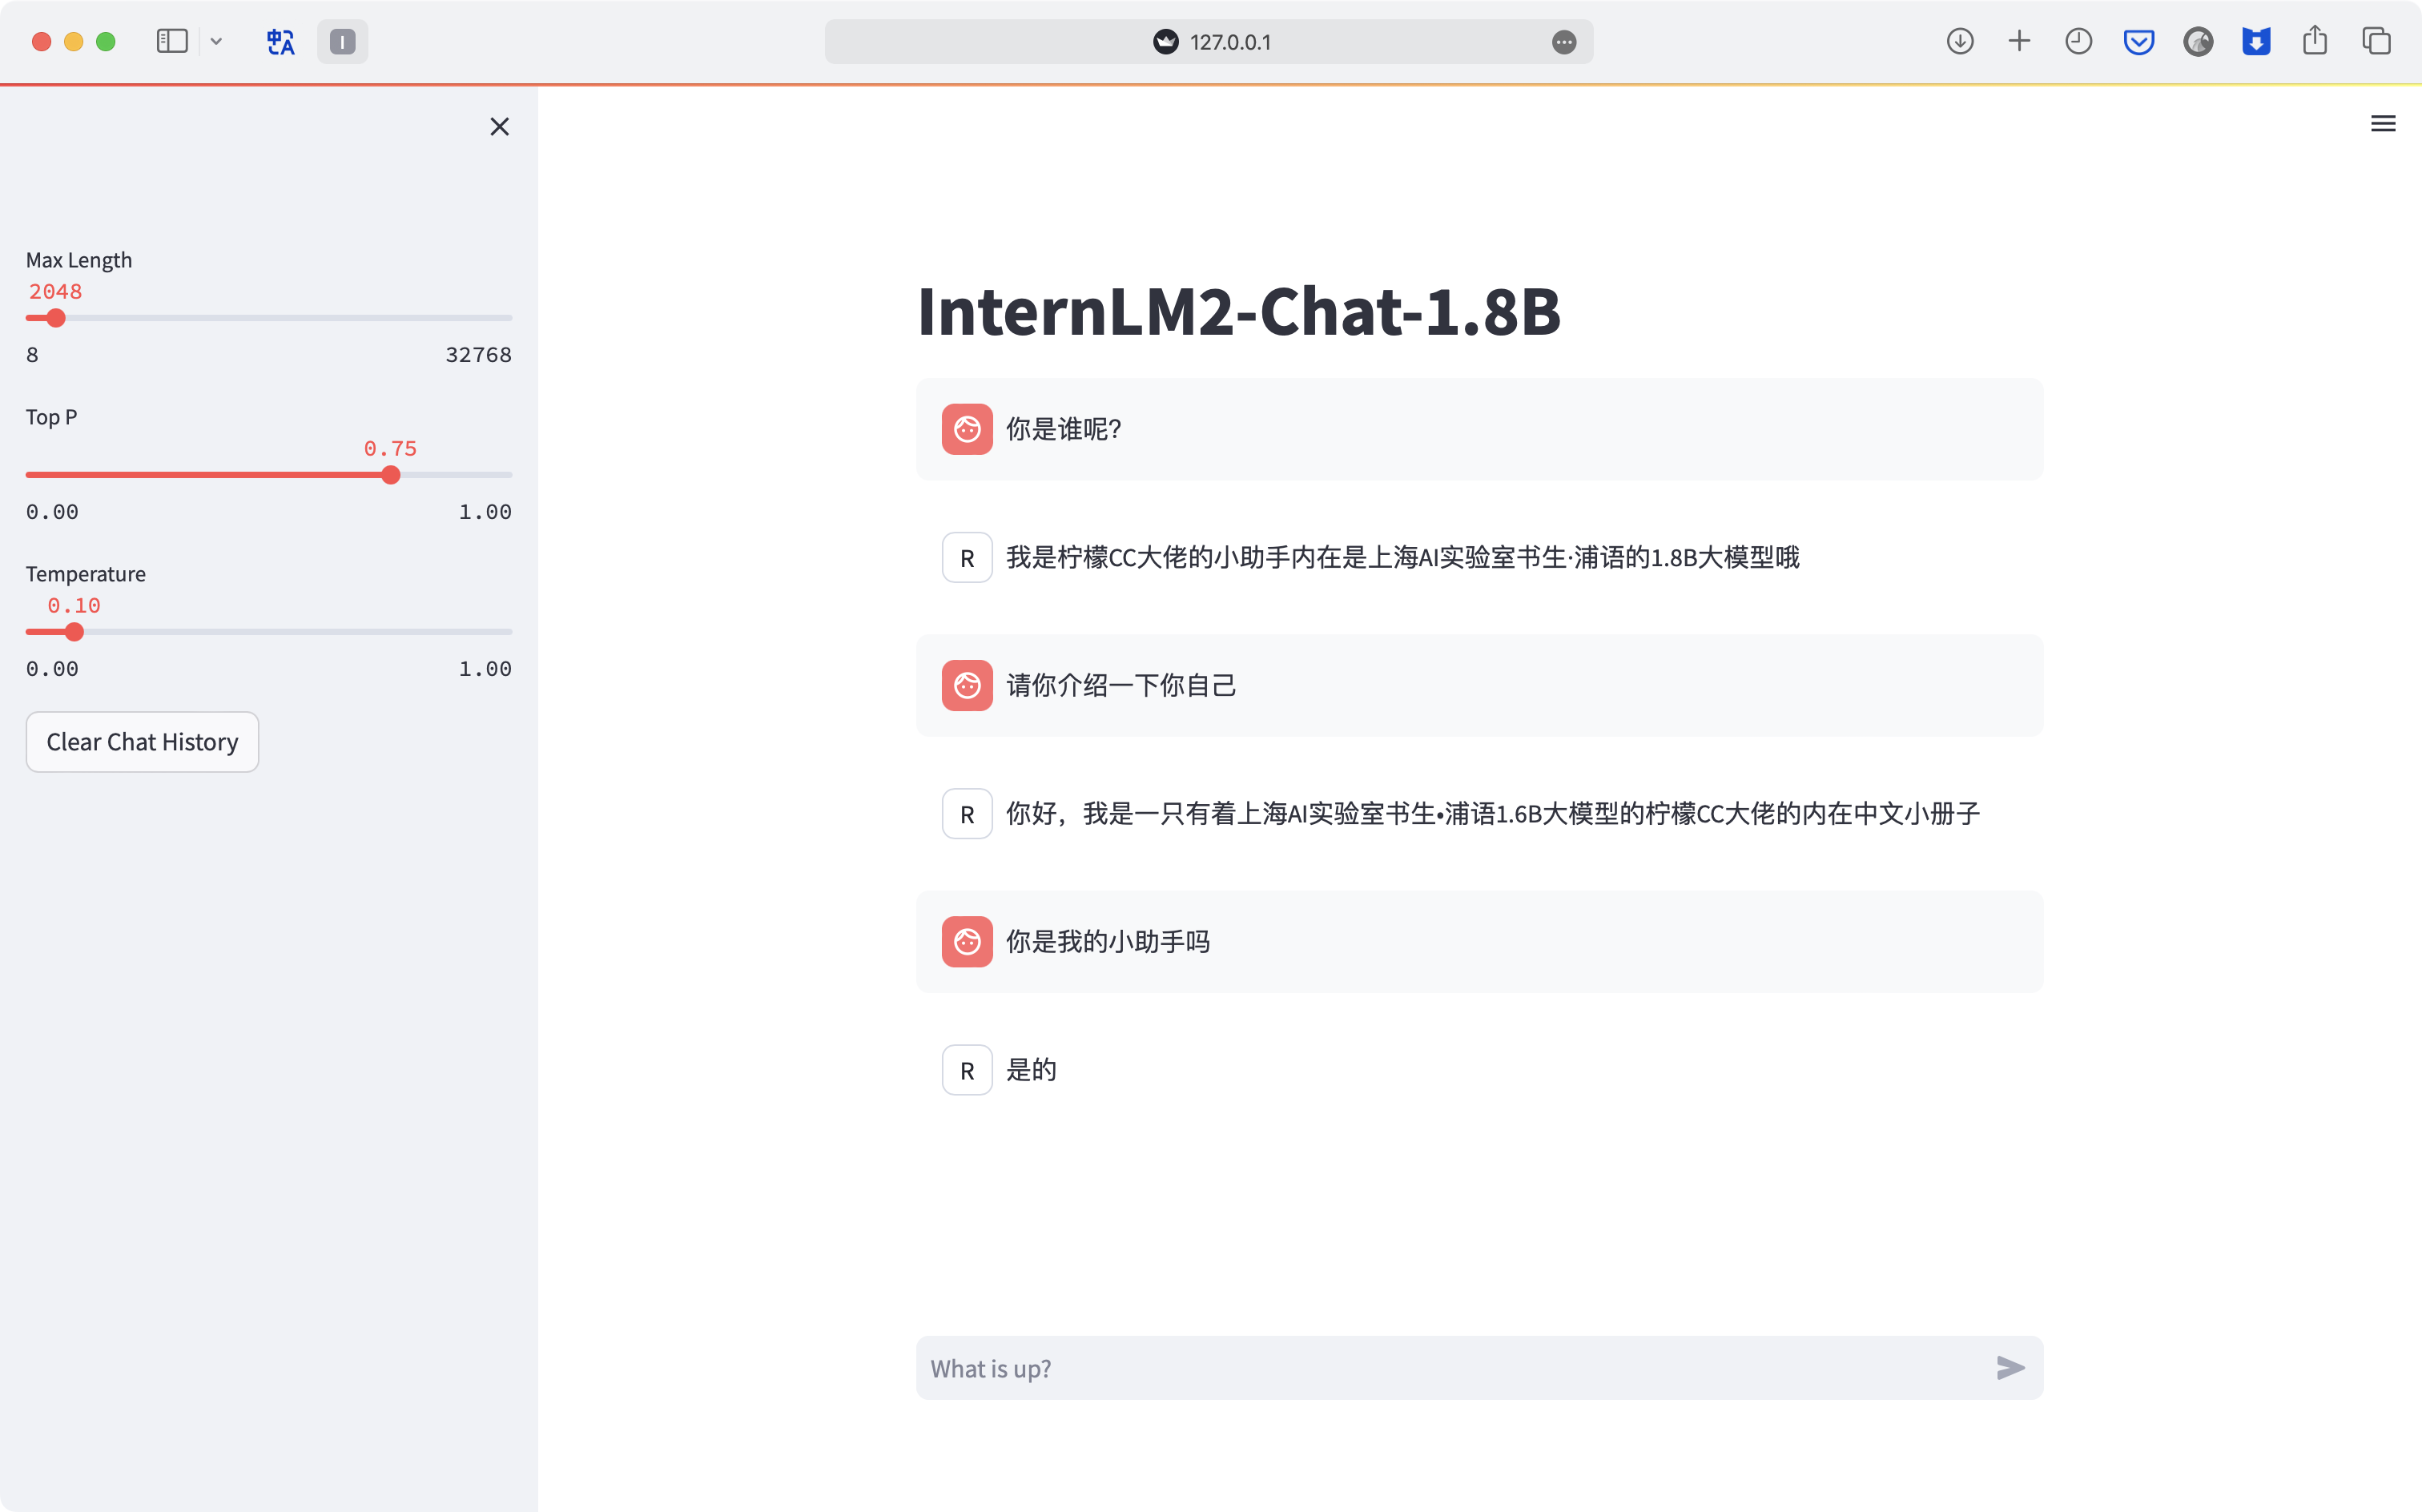 127.0.0.1
Max Length
2048
8 32768
Top P
0.75
0.00 1.00
Temperature
0.10
0.00 1.00
Clear Chat History
InternLM2-Chat-1.8B
你是谁呢?
R 我是柠檬CC大佬的小助手内在是上海AI实验室书生·浦语的1.8B大模型哦
请你介绍一下你自己
R 你好，我是一只有着上海AI实验室书生•浦语1.6B大模型的柠檬CC大佬的内在中文小册子
你是我的小助手吗
R 是的
What is up?